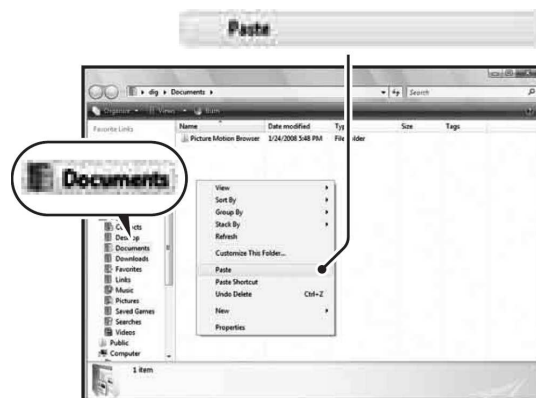 Paste
dig ▸ Documents ▸
Search
Organize Views Burn
Favorite Links
Name Date modified Size Tags
Picture Motion Browser 1/24/2008 5:48 PM
Documents
Desktop
Documents
Downloads
Favorites
Links
Music
Pictures
Saved Games
Searches
Videos
Public
Computer
View
Sort By
Group By
Stack By
Refresh
Customize This Folder...
Paste
Paste Shortcut
Undo Delete Ctrl+Z
New
Properties
1 item